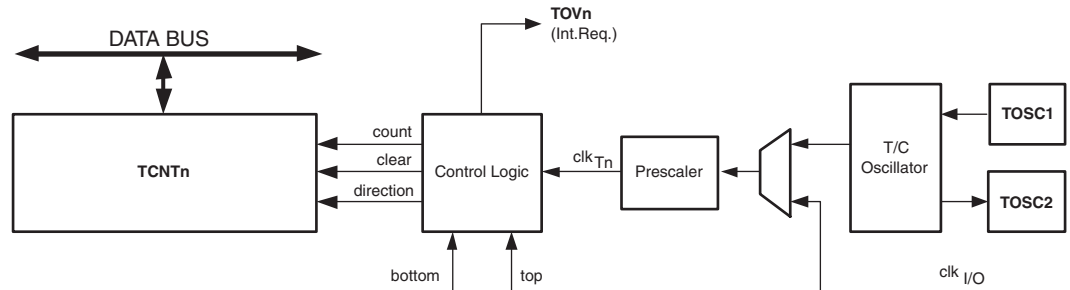 TOVn
(Int.Req.)
DATA BUS
TOSC1
count
T/C
Oscillator
clkTn
TCNTn
clear
Control Logic
Prescaler
direction
TOSC2
bottom
top
clkI/O